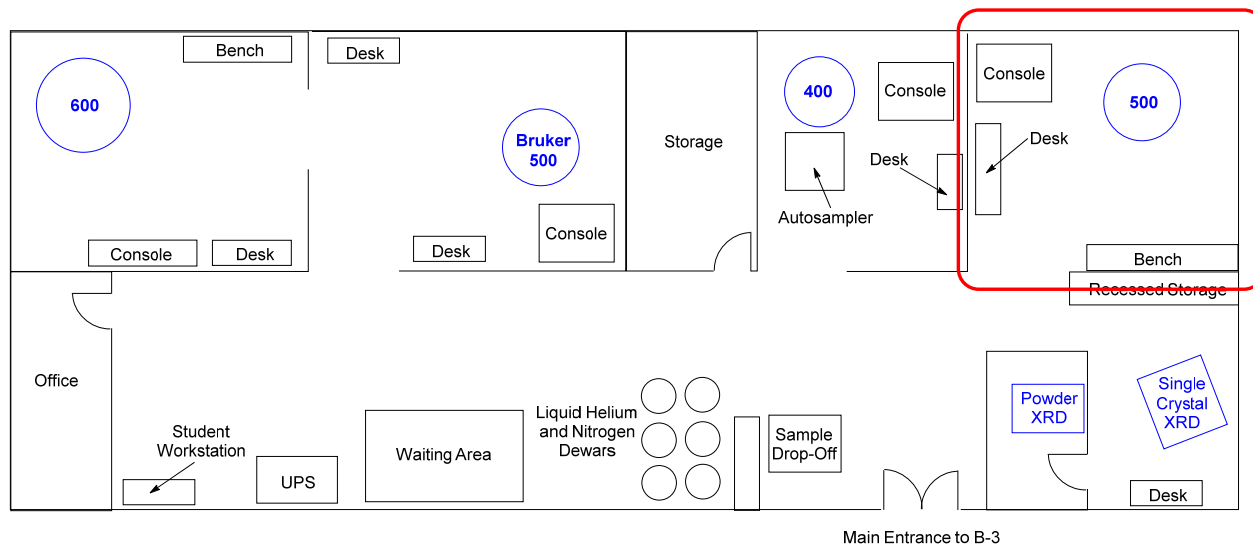 Bench
Desk
600
Bruker
500
Storage
400
Console
Console
500
Desk
Desk
Autosampler
Console
Desk
Desk
Console
Bench
Recessed Storage
Office
Student
Workstation
UPS
Waiting Area
Liquid Helium
and Nitrogen
Dewars
Sample
Drop-Off
Powder
XRD
Single
Crystal
XRD
Desk
Main Entrance to B-3